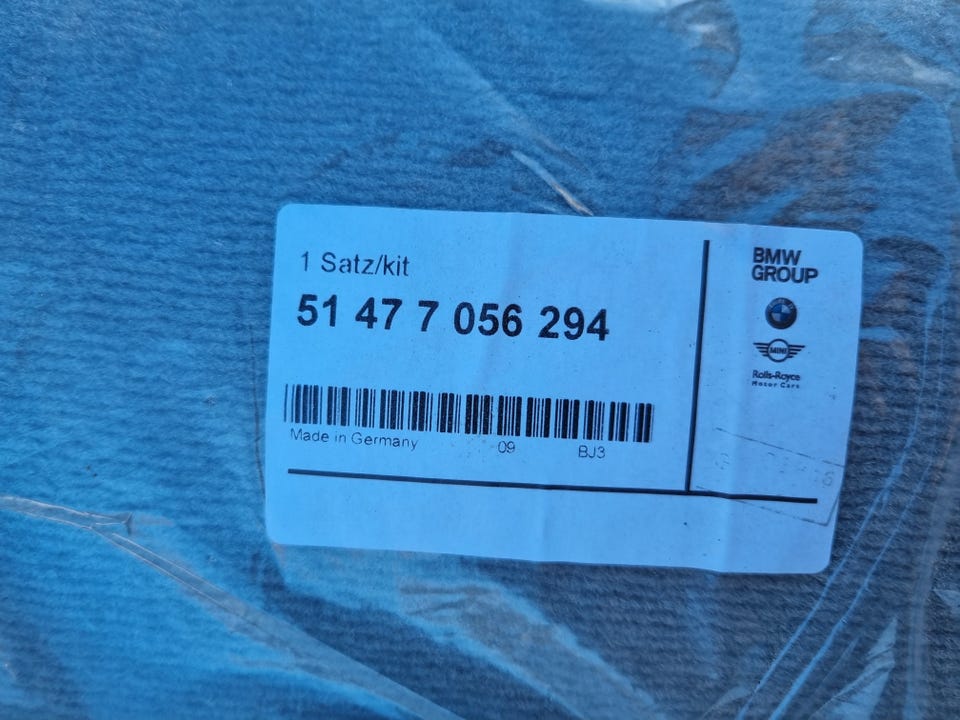 1 Satz/kit
51 47 7 056 294
Made in Germany 09 BJ3
BMW
GROUP
MINI
Rolls-Royce
Motor Cars